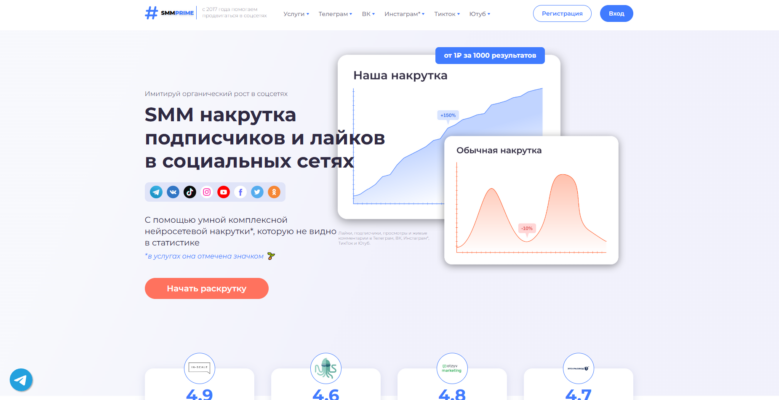 SMMPRIME
с 2017 года помогаем
продвигаться в соцсетях
Услуги
Телеграм
ВК
Инстаграм*
Тикток
Ютуб
Регистрация
Вход
от 1₽ за 1000 результатов
Наша накрутка
+100%
Имитируй органический рост в соцсетях
SMM накрутка
подписчиков и лайков
в социальных сетях
Обычная накрутка
-10%
С помощью умной комплексной
нейросетевой накрутки*, которую не видно
в статистике
*в услугах она отмечена значком
Начать раскрутку
4.9
4.6
4.8
4.7